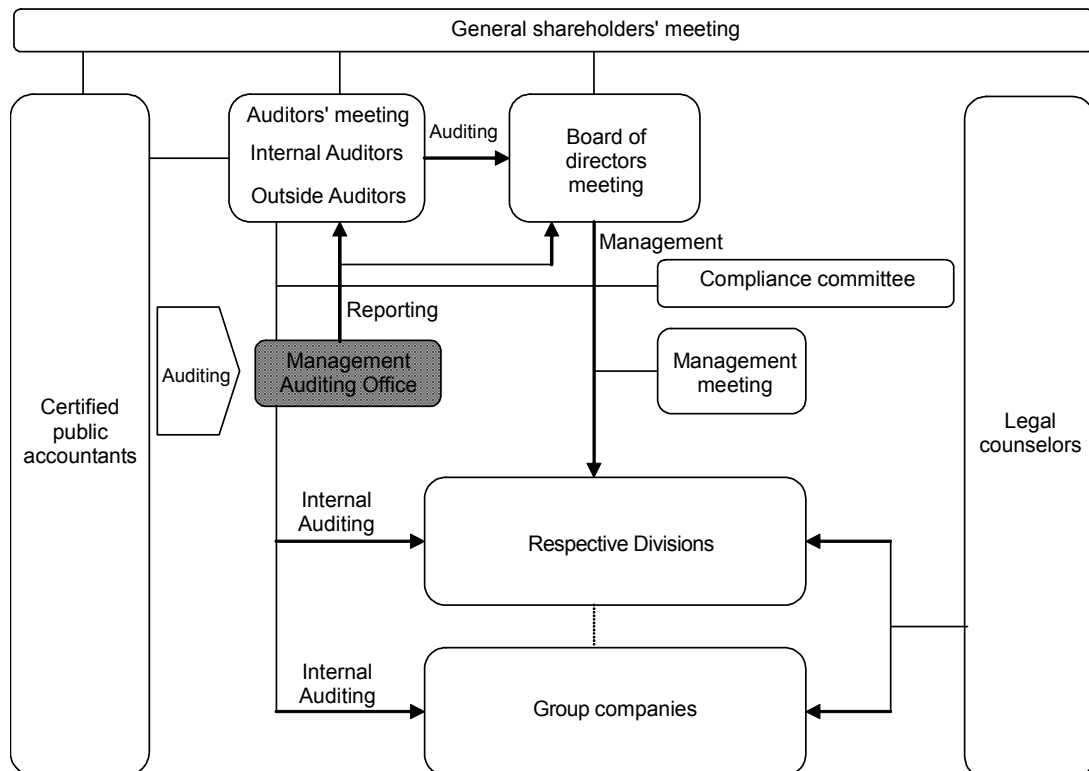 General shareholders' meeting
Auditors' meeting
Internal Auditors
Outside Auditors
Auditing
Board of
directors
meeting
Management
Compliance committee
Reporting
Management
Auditing Office
Management
meeting
Auditing
Certified
public
accountants
Legal
counselors
Internal
Auditing
Respective Divisions
Internal
Auditing
Group companies